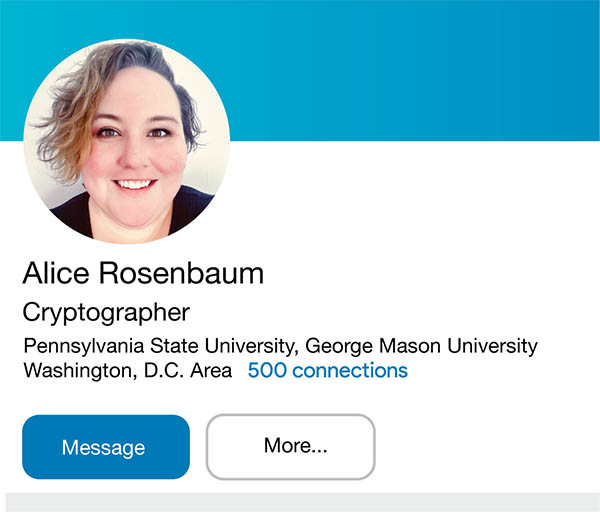 Alice Rosenbaum
Cryptographer
Pennsylvania State University, George Mason University
Washington, D.C. Area 500 connections
Message More...